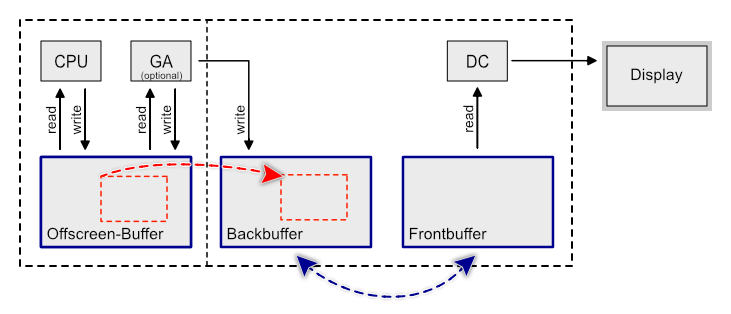 CPU
GA
(optional)
DC
Display
read
write
read
write
write
read
Offscreen-Buffer
Backbuffer
Frontbuffer